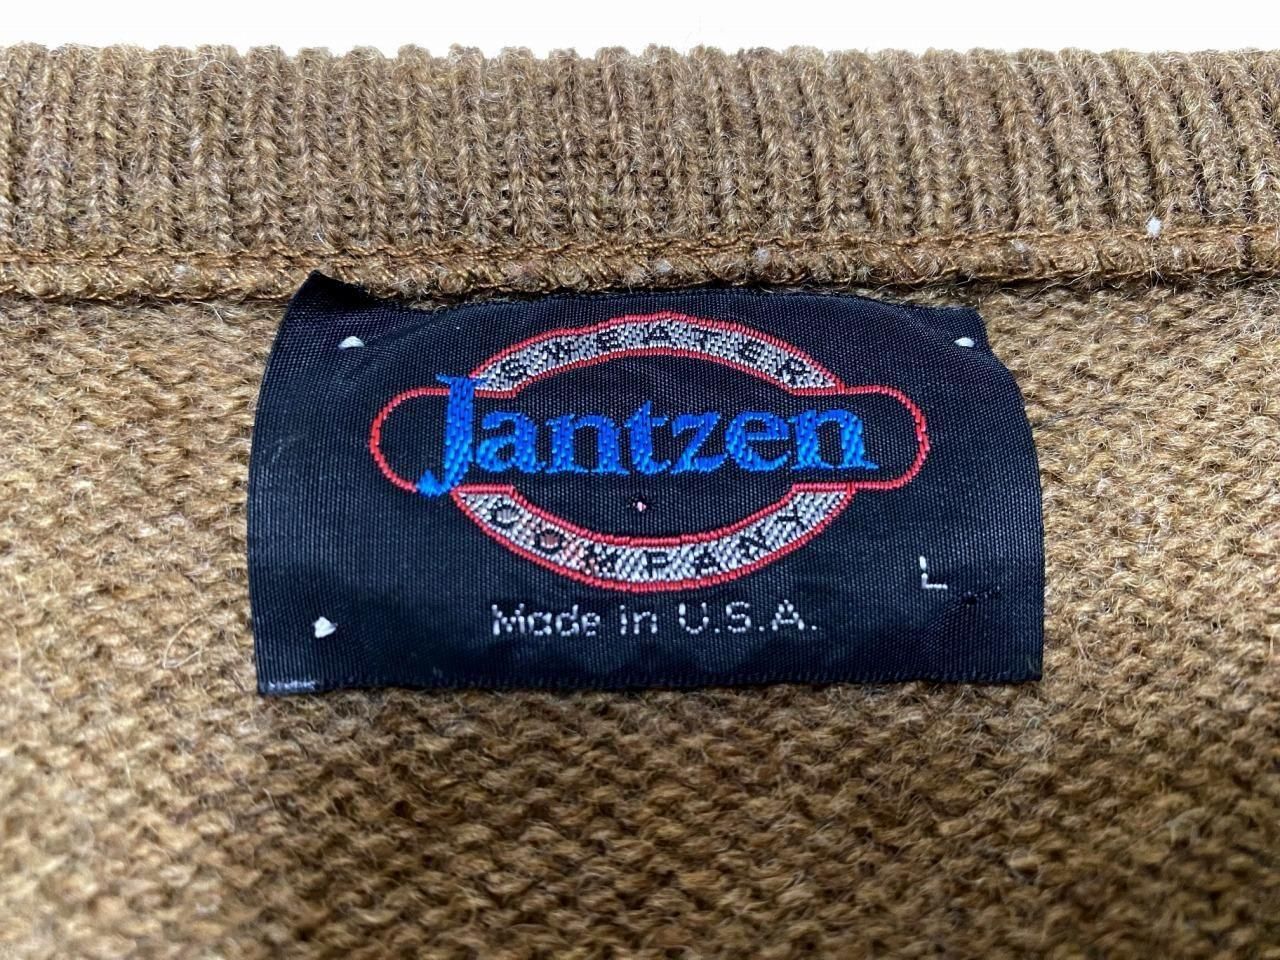 SWEATER
Jantzen
COMPANY
L
Made in U.S.A.